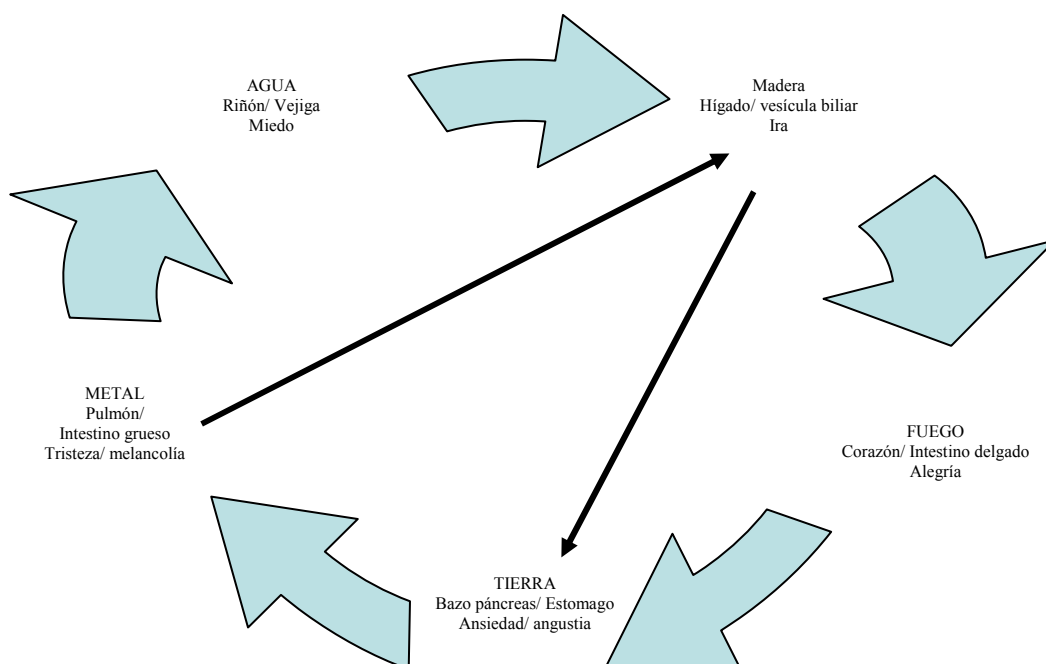 AGUA
Riñón/ Vejiga
Miedo
Madera
Hígado/ vesícula biliar
Ira
METAL
Pulmón/
Intestino grueso
Tristeza/ melancolía
FUEGO
Corazón/ Intestino delgado
Alegría
TIERRA
Bazo páncreas/ Estomago
Ansiedad/ angustia